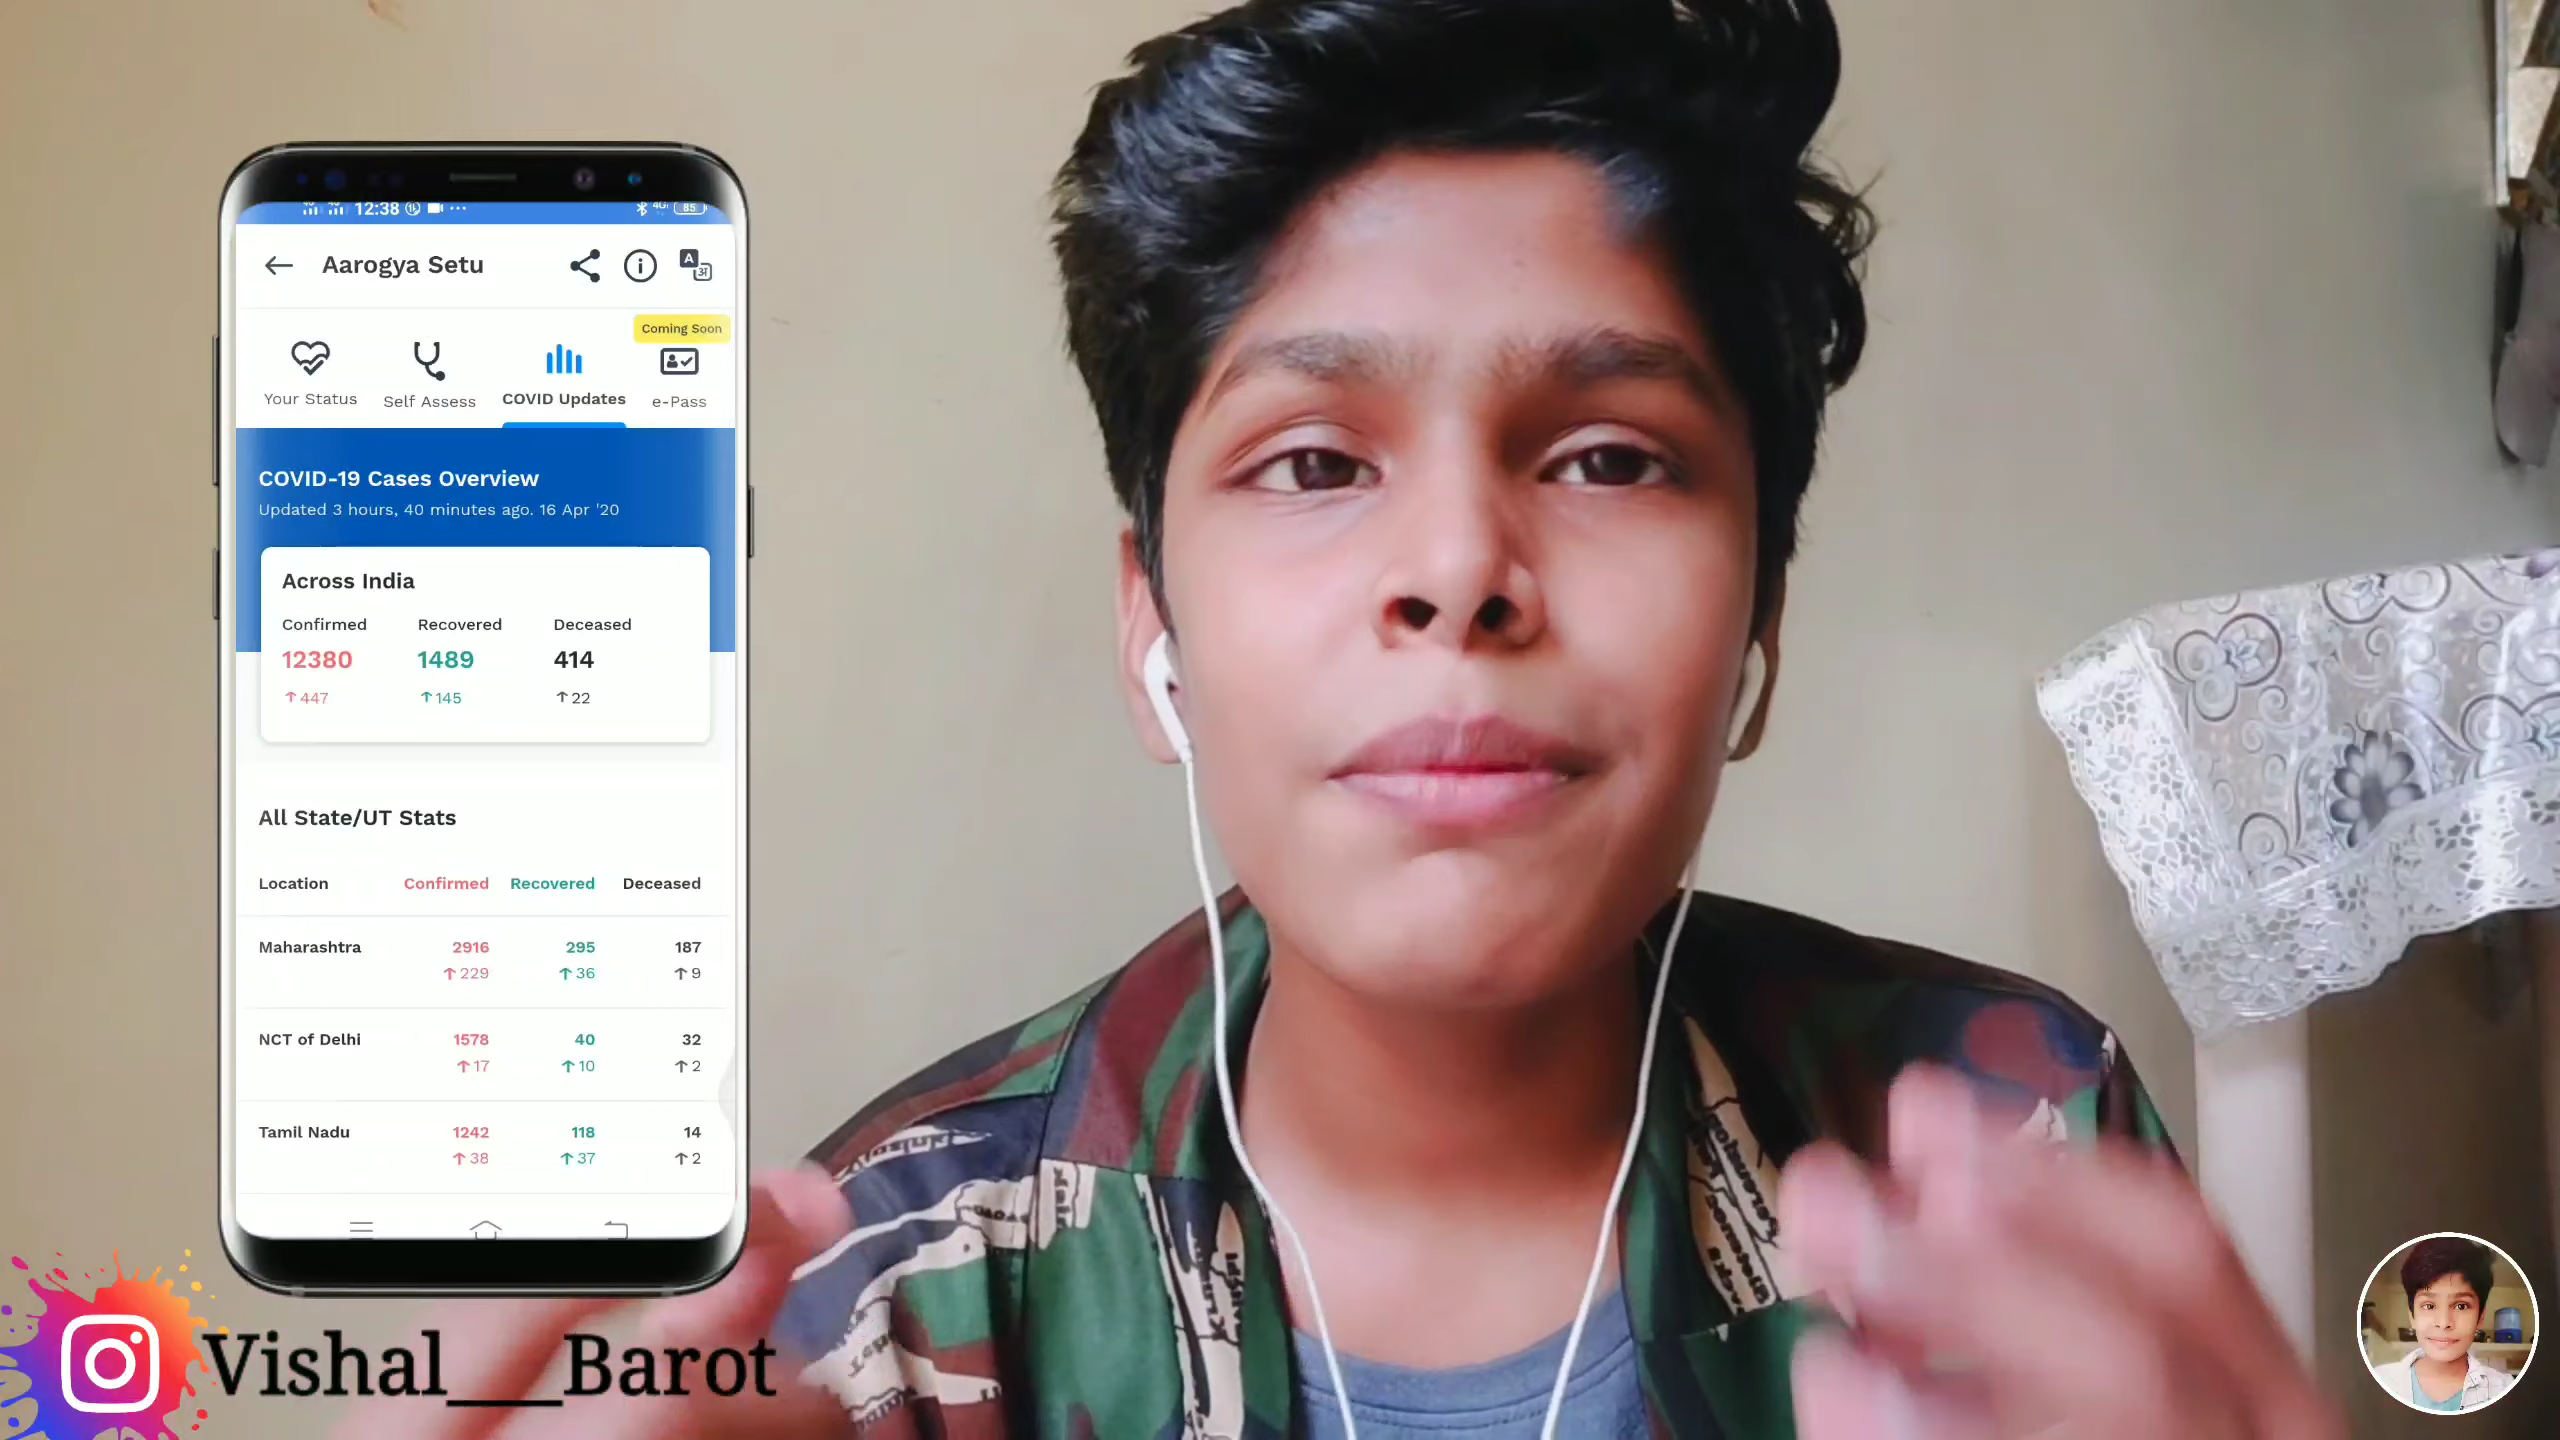 12:38
4G 85
Aarogya Setu
Coming Soon
Your Status Self Assess COVID Updates e-Pass
COVID-19 Cases Overview
Updated 3 hours, 40 minutes ago. 16 Apr '20
Across India
Confirmed Recovered Deceased
12380 1489 414
↑447 ↑145 ↑22
All State/UT Stats
Location Confirmed Recovered Deceased
Maharashtra 2916 295 187
↑229 ↑36 ↑9
NCT of Delhi 1578 40 32
↑17 ↑10 ↑2
Tamil Nadu 1242 118 14
↑38 ↑37 ↑2
Vishal___Barot